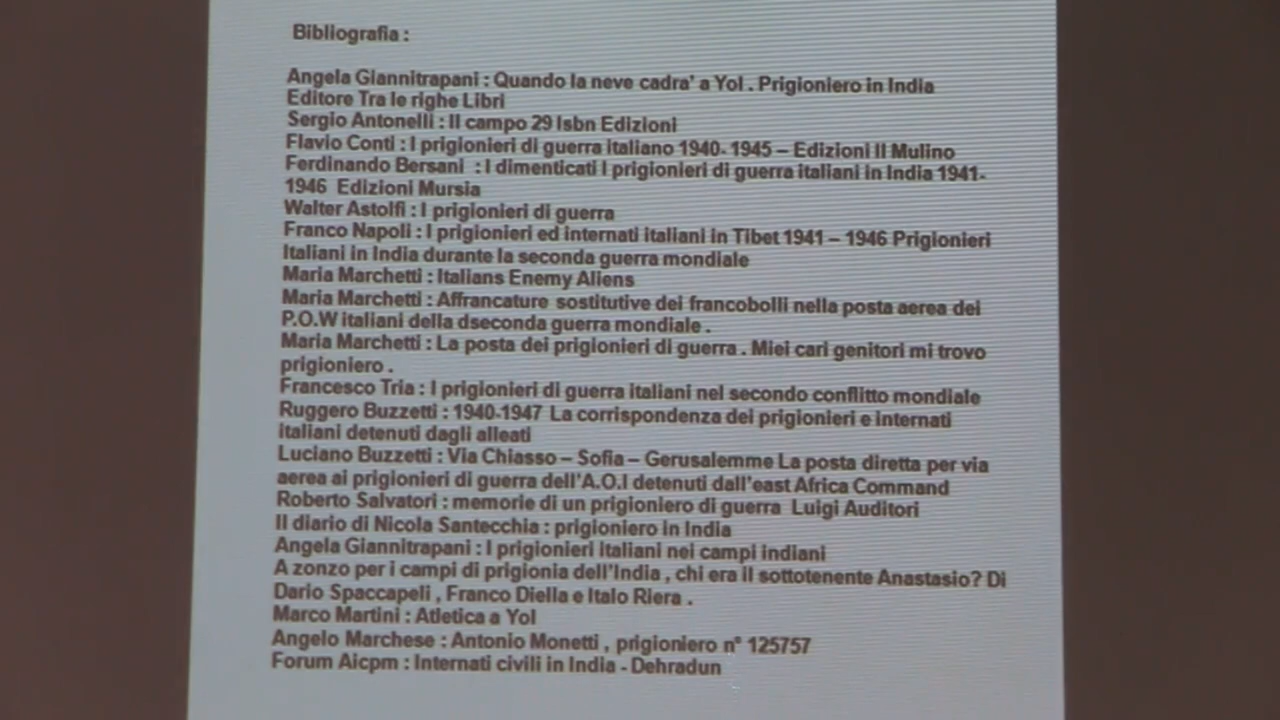 Bibliografia :
Angela Giannitrapani : Quando la neve cadra' a Yol . Prigioniero in India
Editore Tra le righe Libri
Sergio Antonelli : Il campo 29 Isbn Edizioni
Flavio Conti : I prigionieri di guerra italiano 1940- 1945 – Edizioni Il Mulino
Ferdinando Bersani : I dimenticati I prigionieri di guerra italiani in India 1941-
1946 Edizioni Mursia
Walter Astolfi : I prigionieri di guerra
Franco Napoli : I prigionieri ed internati italiani in Tibet 1941 – 1946 Prigionieri
Italiani in India durante la seconda guerra mondiale
Maria Marchetti : Italians Enemy Aliens
Maria Marchetti : Affrancature sostitutive dei francobolli nella posta aerea dei
P.O.W italiani della dseconda guerra mondiale .
Maria Marchetti : La posta dei prigionieri di guerra . Miei cari genitori mi trovo
prigioniero .
Francesco Tria : I prigionieri di guerra italiani nel secondo conflitto mondiale
Ruggero Buzzetti : 1940-1947 La corrispondenza dei prigionieri e internati
italiani detenuti dagli alleati
Luciano Buzzetti : Via Chiasso – Sofia – Gerusalemme La posta diretta per via
aerea ai prigionieri di guerra dell'A.O.I detenuti dall'east Africa Command
Roberto Salvatori : memorie di un prigioniero di guerra Luigi Auditori
Il diario di Nicola Santecchia : prigioniero in India
Angela Giannitrapani : I prigionieri italiani nei campi indiani
A zonzo per i campi di prigionia dell'India , chi era il sottotenente Anastasio? Di
Dario Spaccapeli , Franco Diella e Italo Riera .
Marco Martini : Atletica a Yol
Angelo Marchese : Antonio Monetti , prigioniero n° 125757
Forum Aicpm : Internati civili in India - Dehradun